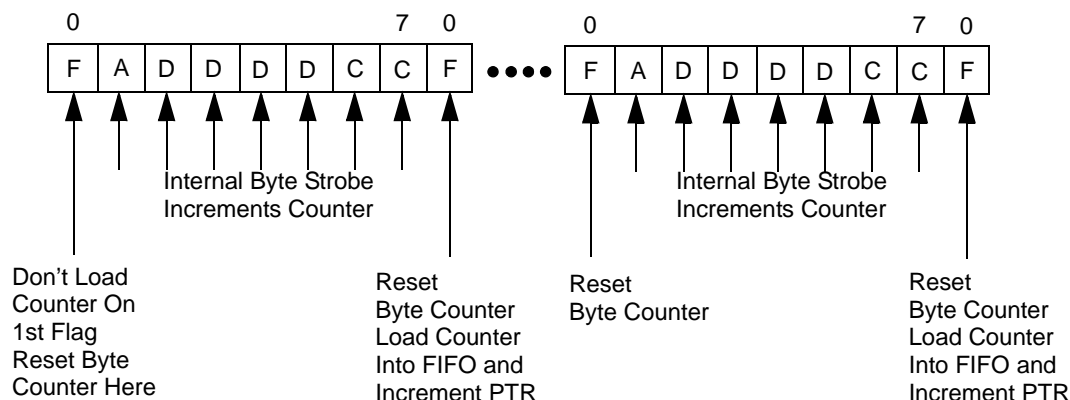 0 7 0 0 7 0
F A D D D D C C F F A D D D D C C F
Internal Byte Strobe
Increments Counter
Internal Byte Strobe
Increments Counter
Don't Load
Counter On
1st Flag
Reset Byte
Counter Here
Reset
Byte Counter
Load Counter
Into FIFO and
Increment PTR
Reset
Byte Counter
Reset
Byte Counter
Load Counter
Into FIFO and
Increment PTR